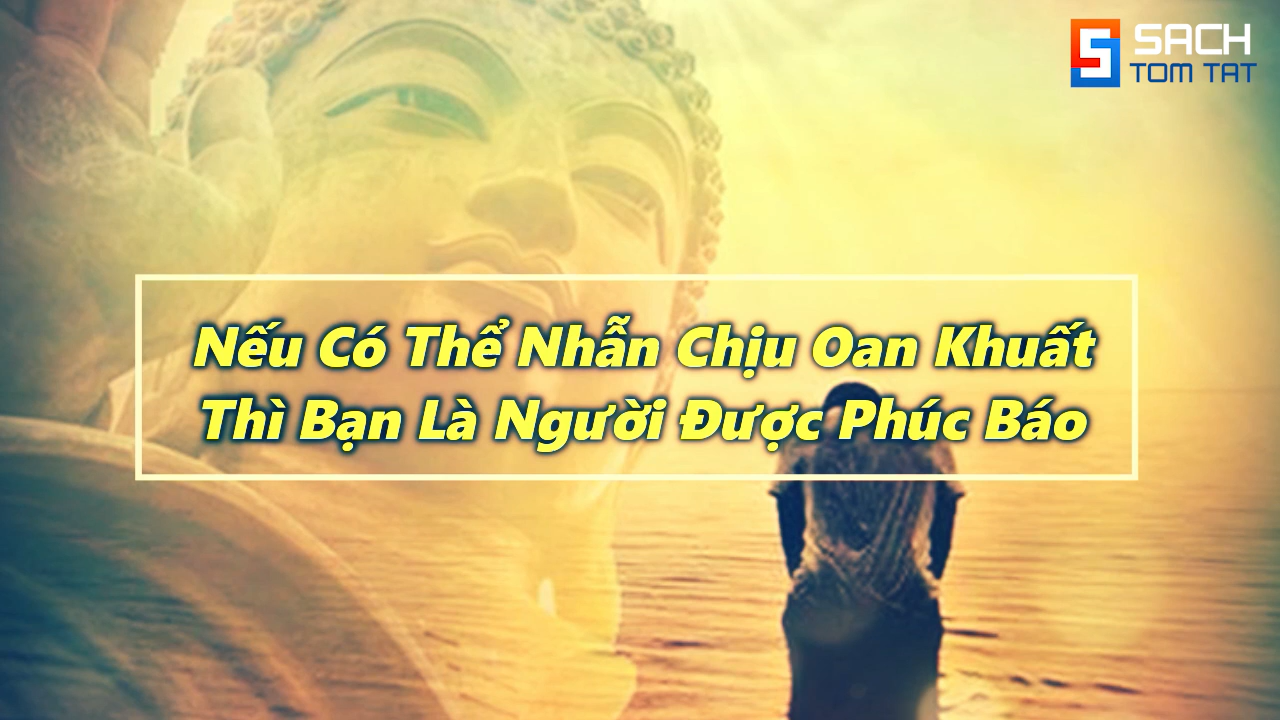 SACH
TOM TAT
Nếu Có Thể Nhẫn Chịu Oan Khuất
Thì Bạn Là Người Được Phúc Báo